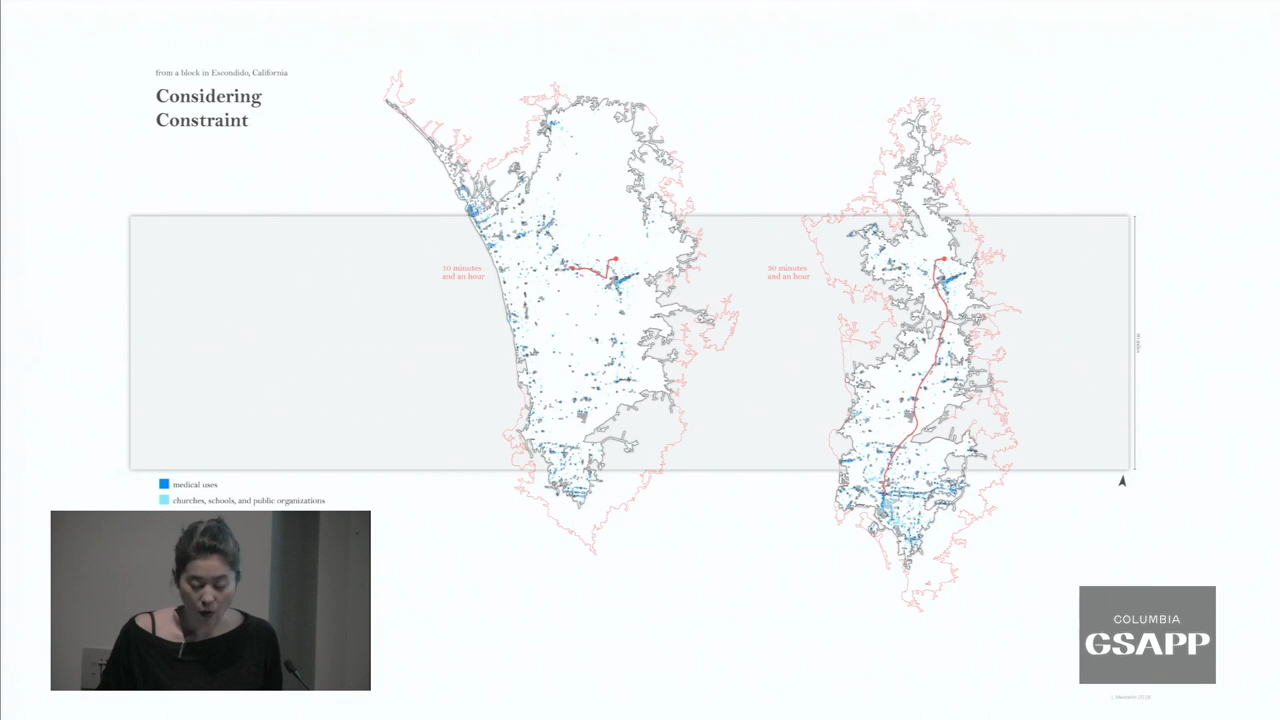 from a block in Escondido, California
Considering
Constraint
10 minutes
and an hour
30 minutes
and an hour
medical uses
churches, schools, and public organizations
COLUMBIA
GSAPP